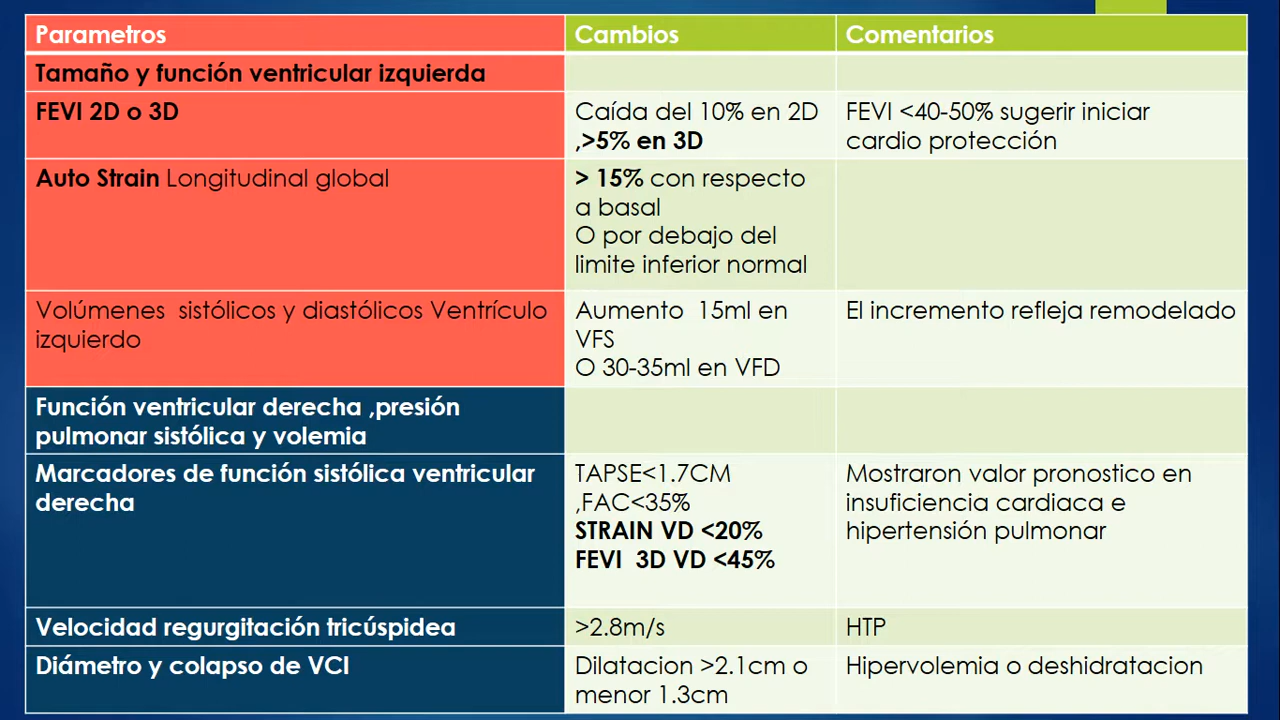 Parametros
Cambios
Comentarios
Tamaño y función ventricular izquierda
FEVI 2D o 3D
Caída del 10% en 2D
,>5% en 3D
FEVI <40-50% sugerir iniciar
cardio protección
Auto Strain Longitudinal global
> 15% con respecto
a basal
O por debajo del
limite inferior normal
Volúmenes  sistólicos y diastólicos Ventrículo
izquierdo
Aumento  15ml en
VFS
O 30-35ml en VFD
El incremento refleja remodelado
Función ventricular derecha ,presión
pulmonar sistólica y volemia
Marcadores de función sistólica ventricular
derecha
TAPSE<1.7CM
,FAC<35%
STRAIN VD <20%
FEVI  3D VD <45%
Mostraron valor pronostico en
insuficiencia cardiaca e
hipertensión pulmonar
Velocidad regurgitación tricúspidea
>2.8m/s
HTP
Diámetro y colapso de VCI
Dilatacion >2.1cm o
menor 1.3cm
Hipervolemia o deshidratacion